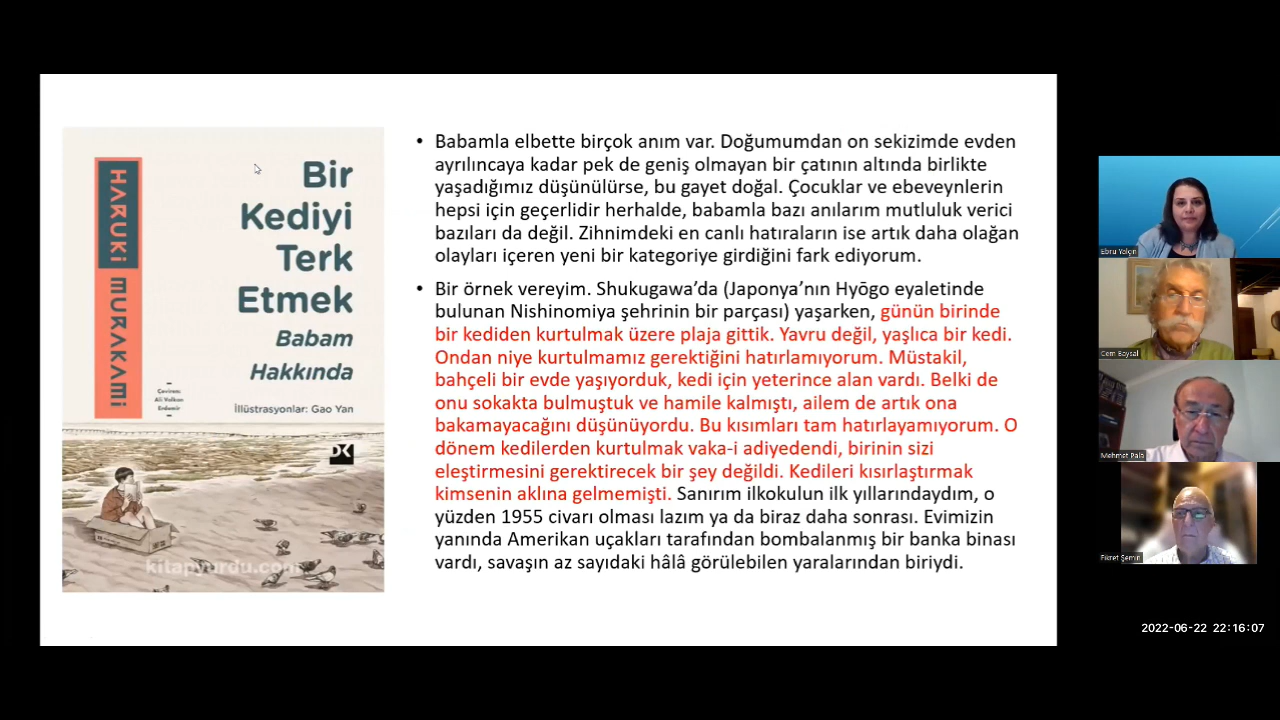 HARUKI MURAKAMI
Bir
Kediyi
Terk
Etmek
Babam
Hakkında
Çeviren:
Ali Volkan
Erdemir
İllüstrasyonlar: Gao Yan
DK
kitapyurdu.com
• Babamla elbette birçok anım var. Doğumumdan on sekizimde evden
ayrılıncaya kadar pek de geniş olmayan bir çatının altında birlikte
yaşadığımız düşünülürse, bu gayet doğal. Çocuklar ve ebeveynlerin
hepsi için geçerlidir herhalde, babamla bazı anılarım mutluluk verici
bazıları da değil. Zihnimdeki en canlı hatıraların ise artık daha olağan
olayları içeren yeni bir kategoriye girdiğini fark ediyorum.
• Bir örnek vereyim. Shukugawa’da (Japonya’nın Hyōgo eyaletinde
bulunan Nishinomiya şehrinin bir parçası) yaşarken, günün birinde
bir kediden kurtulmak üzere plaja gittik. Yavru değil, yaşlıca bir kedi.
Ondan niye kurtulmamız gerektiğini hatırlamıyorum. Müstakil,
bahçeli bir evde yaşıyorduk, kedi için yeterince alan vardı. Belki de
onu sokakta bulmuştuk ve hamile kalmıştı, ailem de artık ona
bakamayacağını düşünüyordu. Bu kısımları tam hatırlayamıyorum. O
dönem kedilerden kurtulmak vaka-i adiyedendi, birinin sizi
eleştirmesini gerektirecek bir şey değildi. Kedileri kısırlaştırmak
kimsenin aklına gelmemişti. Sanırım ilkokulun ilk yıllarındaydım, o
yüzden 1955 civarı olması lazım ya da biraz daha sonrası. Evimizin
yanında Amerikan uçakları tarafından bombalanmış bir banka binası
vardı, savaşın az sayıdaki hâlâ görülebilen yaralarından biriydi.
Ebru Yalçın
Cem Baysal
Mehmet Pala
Fikret Şemin
2022-06-22 22:16:07